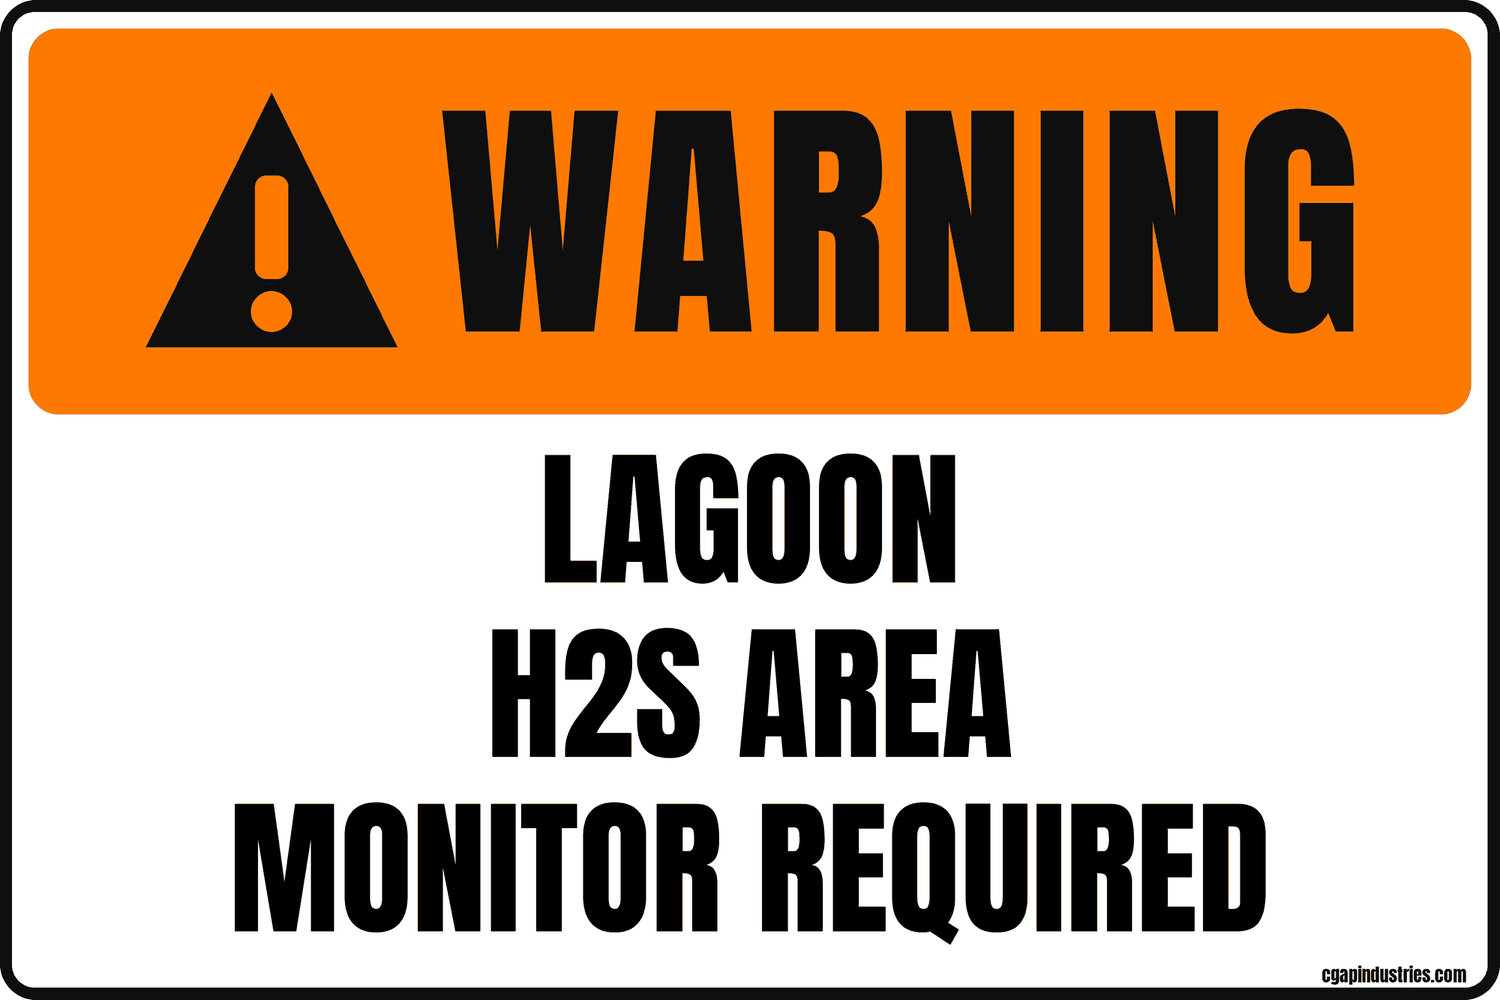 WARNING
LAGOON
H2S AREA
MONITOR REQUIRED
cgapindustries.com